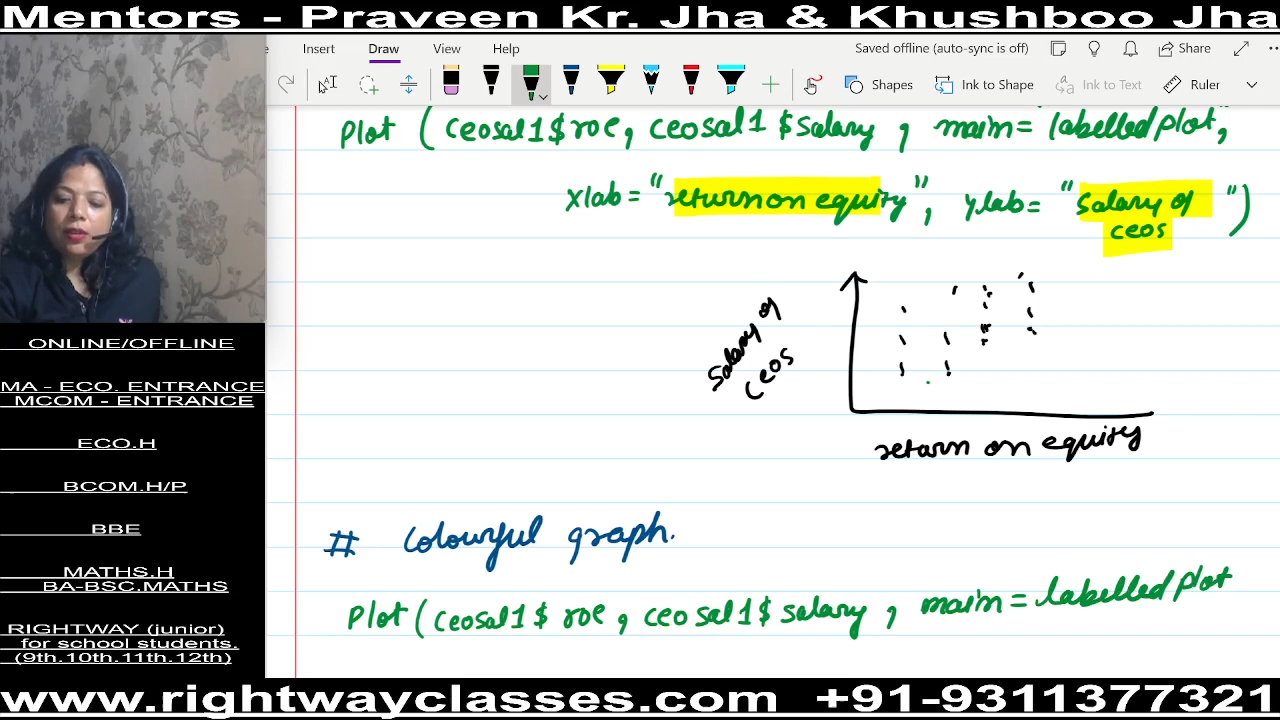 Mentors - Praveen Kr. Jha & Khushboo Jha
Insert Draw View Help Saved offline (auto-sync is off) Share
Shapes Ink to Shape Ink to Text Ruler
Plot (ceosal1$roe, ceosal1$salary, main= "labelled plot",
xlab= "return on equity", ylab= "Salary of ceos")
Salary of
ceos
return on equity
# Colourful graph.
Plot(ceosal1$roe, ceosal1$salary, main= labelled plot
ONLINE/OFFLINE
MA - ECO. ENTRANCE
MCOM - ENTRANCE
ECO.H
BCOM.H/P
BBE
MATHS.H
BA-BSC.MATHS
RIGHTWAY (junior)
for school students.
(9th.10th.11th.12th)
www.rightwayclasses.com +91-9311377321